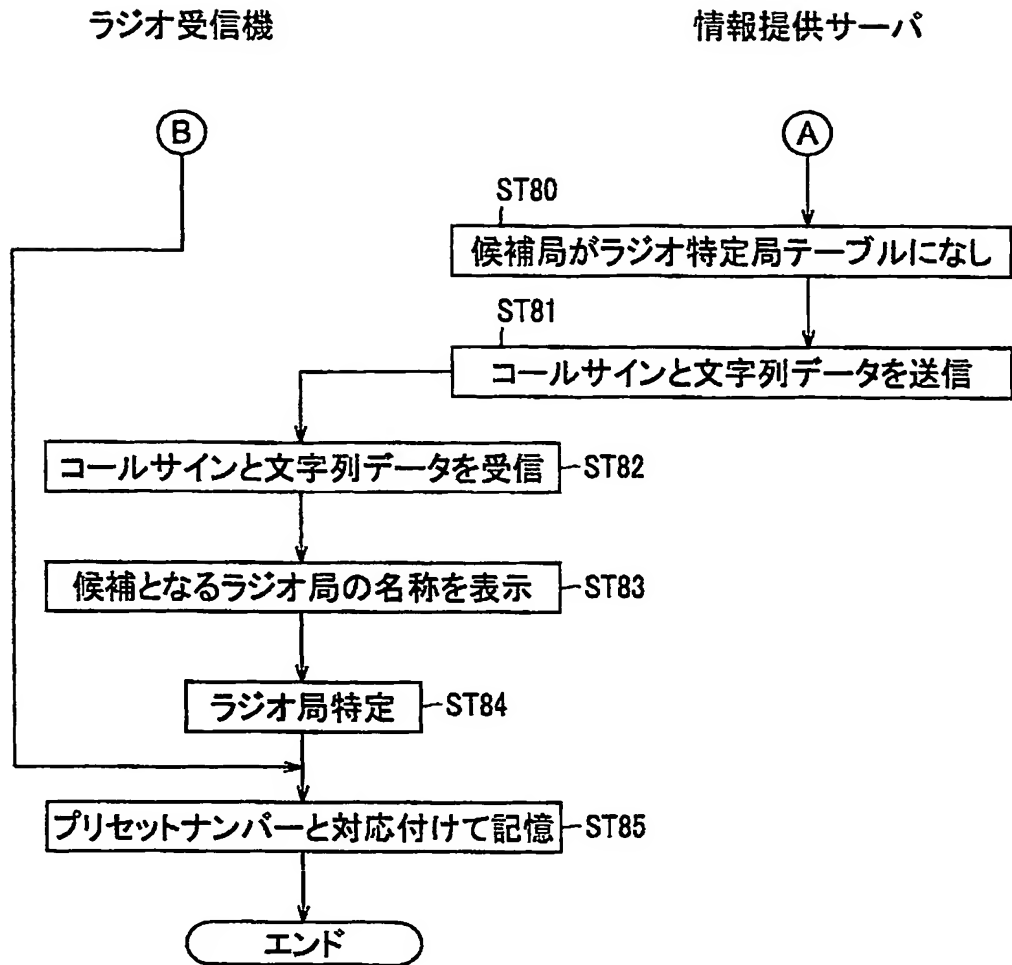 ラジオ受信機
情報提供サーバ
B
A
ST80
候補局がラジオ特定局テーブルになし
ST81
コールサインと文字列データを送信
コールサインと文字列データを受信
ST82
候補となるラジオ局の名称を表示
ST83
ラジオ局特定
ST84
プリセットナンバーと対応付けて記憶
ST85
エンド